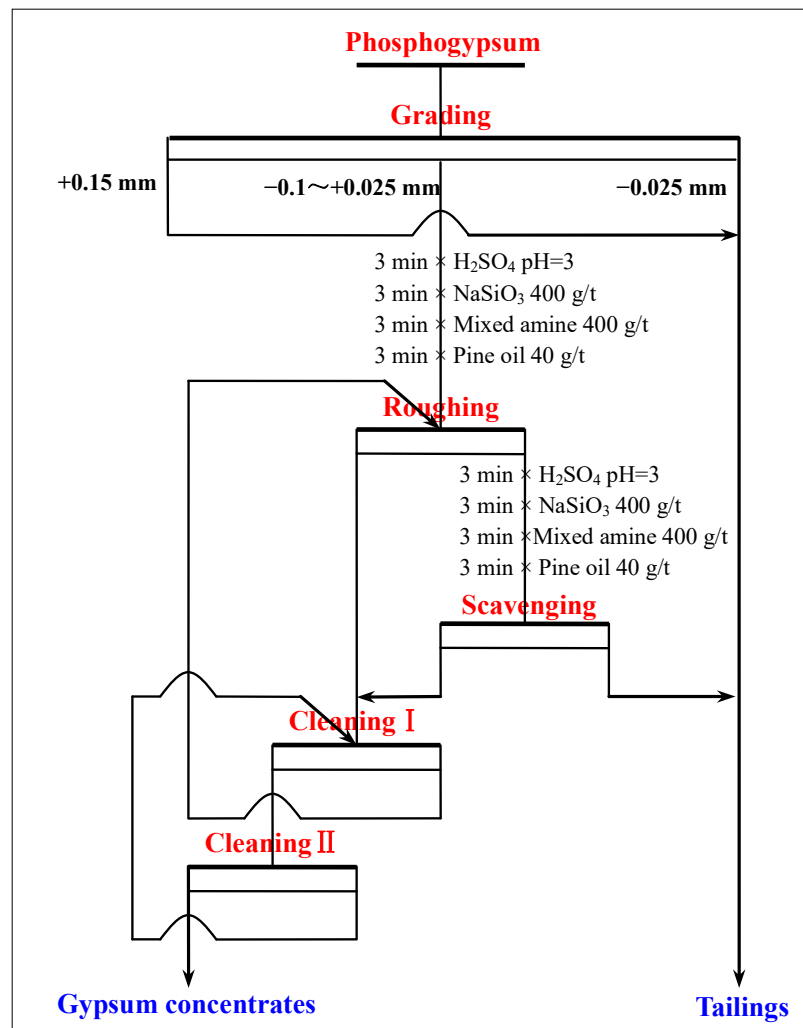 Phosphogypsum
Grading
+0.15 mm
−0.1～+0.025 mm
−0.025 mm
3 min × H₂SO₄ pH=3
3 min × NaSiO₃ 400 g/t
3 min × Mixed amine 400 g/t
3 min × Pine oil 40 g/t
Roughing
3 min × H₂SO₄ pH=3
3 min × NaSiO₃ 400 g/t
3 min ×Mixed amine 400 g/t
3 min × Pine oil 40 g/t
Scavenging
Cleaning Ⅰ
Cleaning Ⅱ
Gypsum concentrates
Tailings